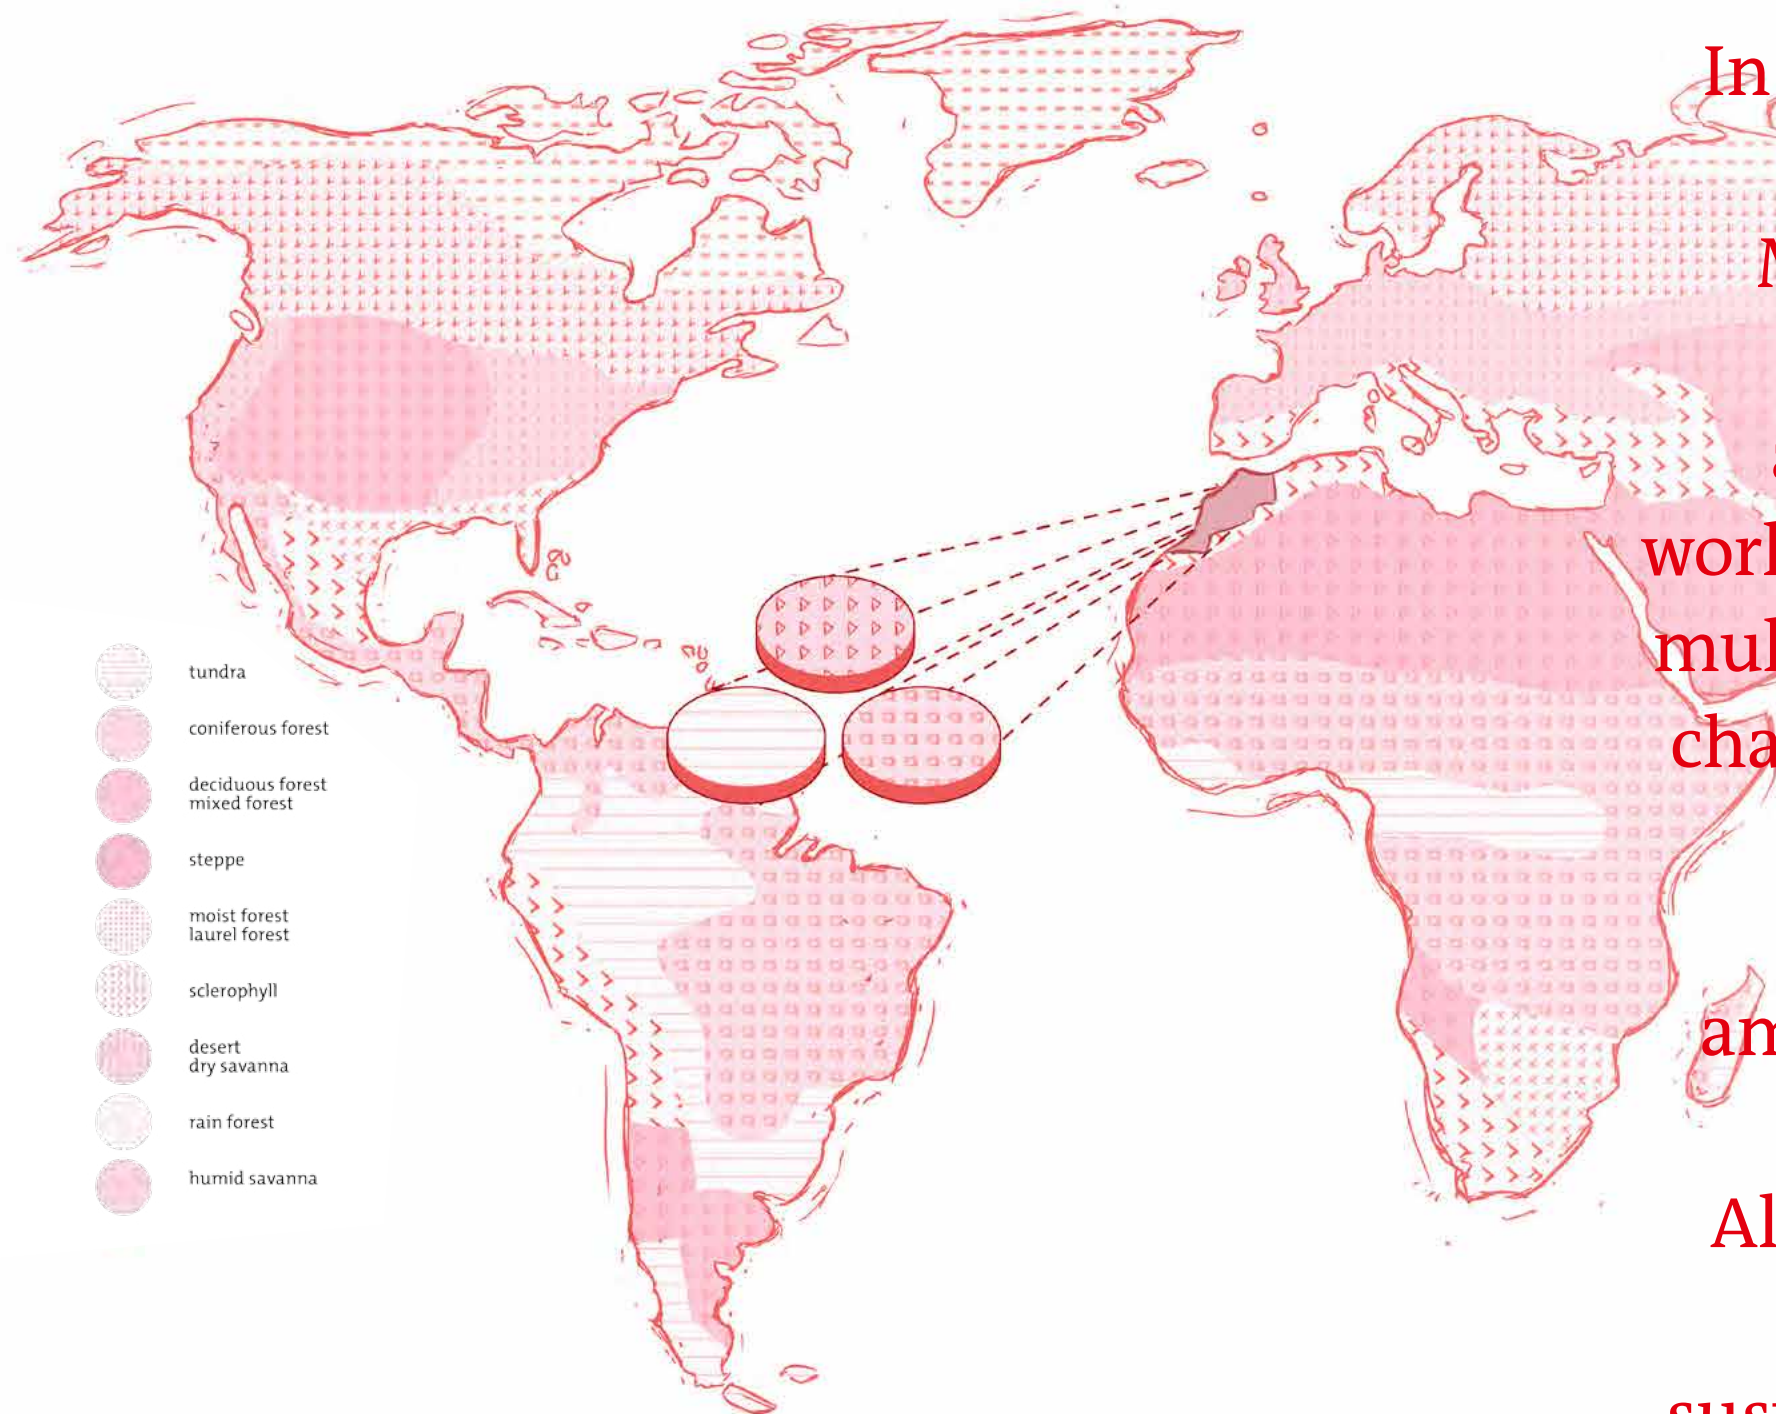 tundra
coniferous forest
deciduous forest
mixed forest
steppe
moist forest
laurel forest
sclerophyll
desert
dry savanna
rain forest
humid savanna
In
M
worl
mul
cha
am
Al